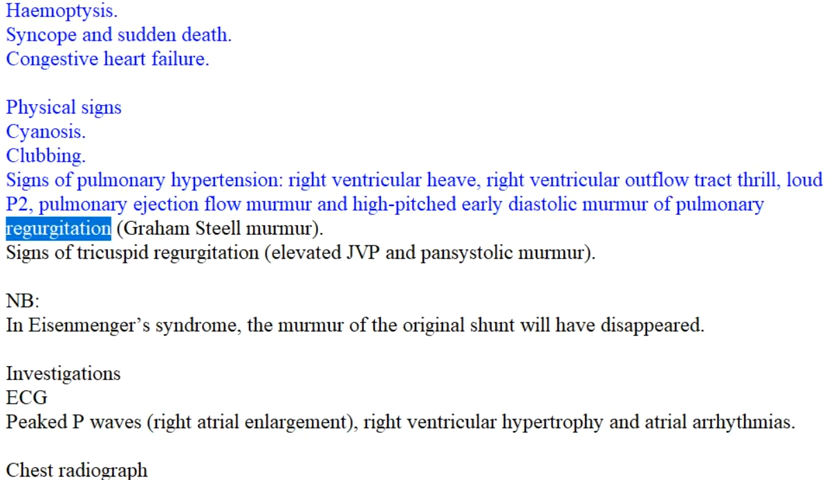 Haemoptysis.
Syncope and sudden death.
Congestive heart failure.
Physical signs
Cyanosis.
Clubbing.
Signs of pulmonary hypertension: right ventricular heave, right ventricular outflow tract thrill, loud
P2, pulmonary ejection flow murmur and high-pitched early diastolic murmur of pulmonary
regurgitation (Graham Steell murmur).
Signs of tricuspid regurgitation (elevated JVP and pansystolic murmur).
NB:
In Eisenmenger’s syndrome, the murmur of the original shunt will have disappeared.
Investigations
ECG
Peaked P waves (right atrial enlargement), right ventricular hypertrophy and atrial arrhythmias.
Chest radiograph